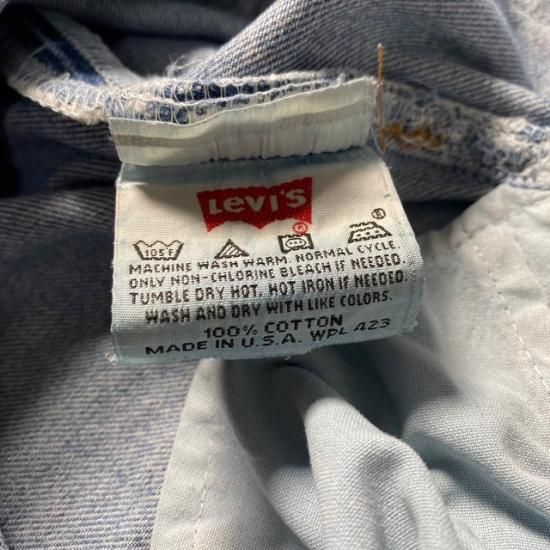 Levi's
105F
MACHINE WASH WARM. NORMAL CYCLE.
ONLY NON-CHLORINE BLEACH IF NEEDED.
TUMBLE DRY HOT, HOT IRON IF NEEDED.
WASH AND DRY WITH LIKE COLORS.
100% COTTON
MADE IN U.S.A. WPL 423